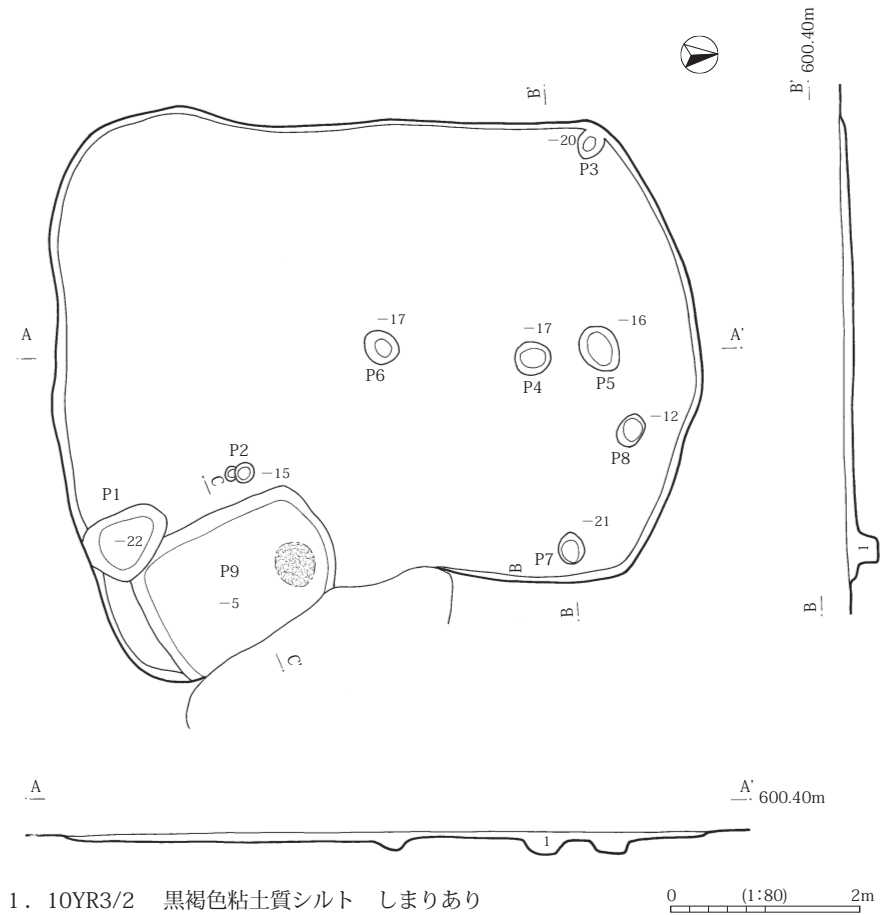 B'
B'
600.40m
−20
P3
−17
P6
−17
P4
−16
P5
A
A'
−12
P8
P2
−15
C
P1
−22
−21
P7
B
P9
−5
1
B
B
C'
A
A'
600.40m
1
1．10YR3/2　黒褐色粘土質シルト　しまりあり
0 (1:80) 2m